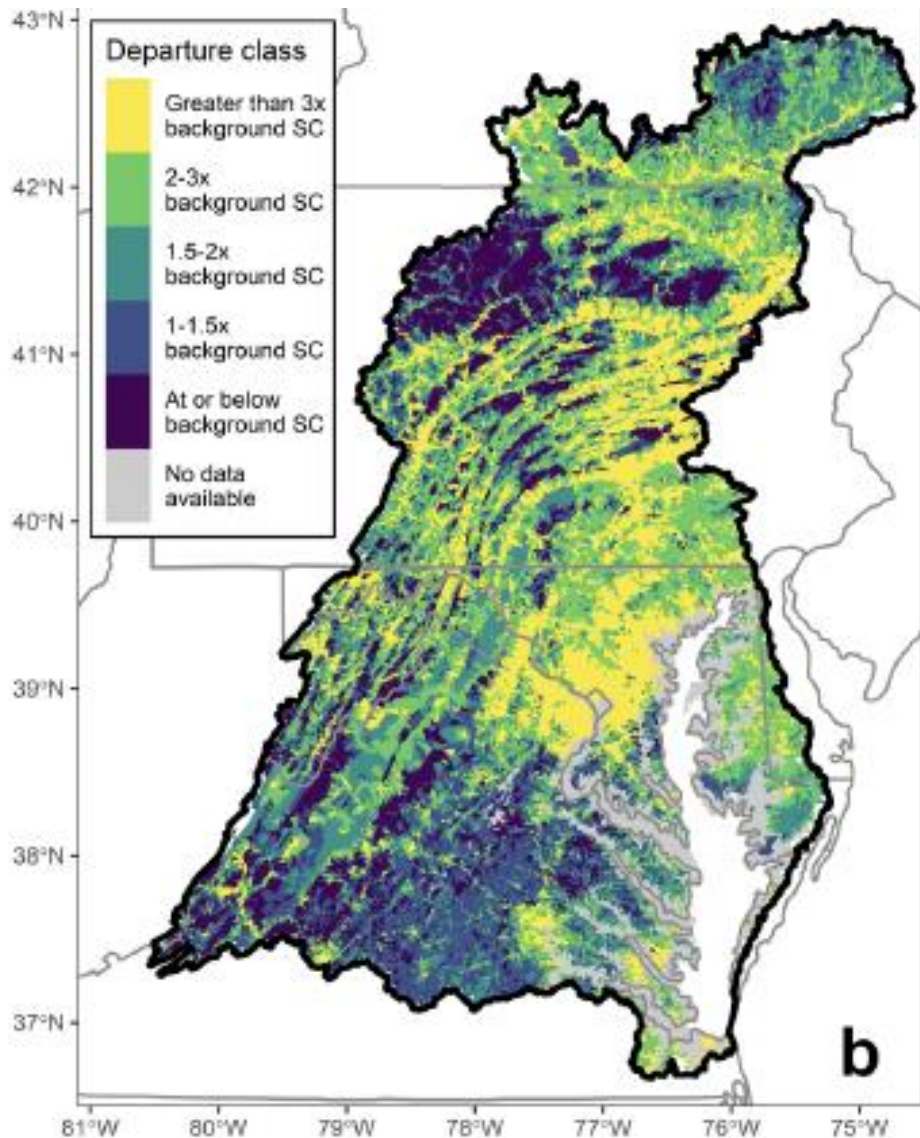 43°N
Departure class
Greater than 3x
background SC
2-3x
background SC
1.5-2x
background SC
1-1.5x
background SC
At or below
background SC
No data
available
42°N
41°N
40°N
39°N
38°N
37°N
b
81°W
80°W
79°W
78°W
77°W
76°W
75°W